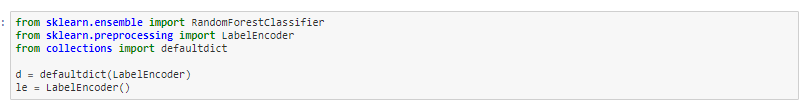 :
from sklearn.ensemble import RandomForestClassifier
from sklearn.preprocessing import LabelEncoder
from collections import defaultdict
d = defaultdict(LabelEncoder)
le = LabelEncoder()